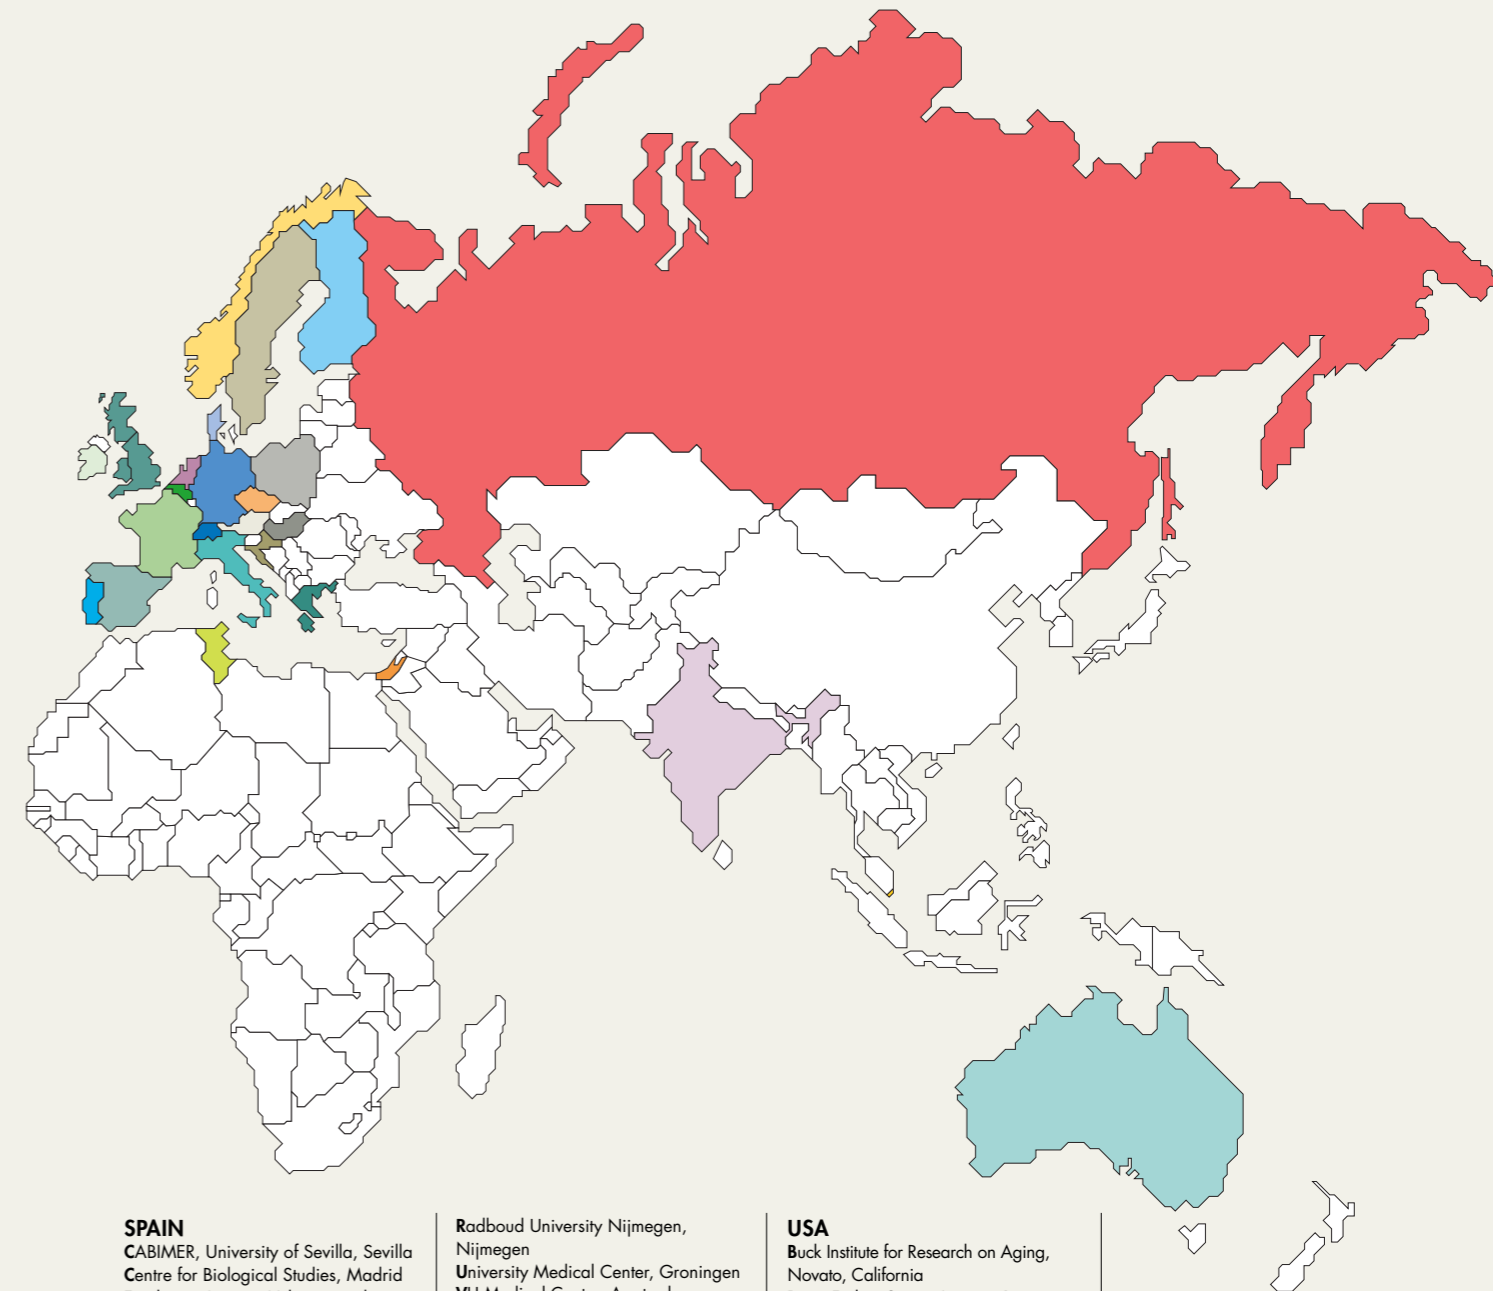 SPAIN
CABIMER, University of Sevilla, Sevilla
Centre for Biological Studies, Madrid
Radboud University Nijmegen,
Nijmegen
University Medical Center, Groningen
USA
Buck Institute for Research on Aging,
Novato, California